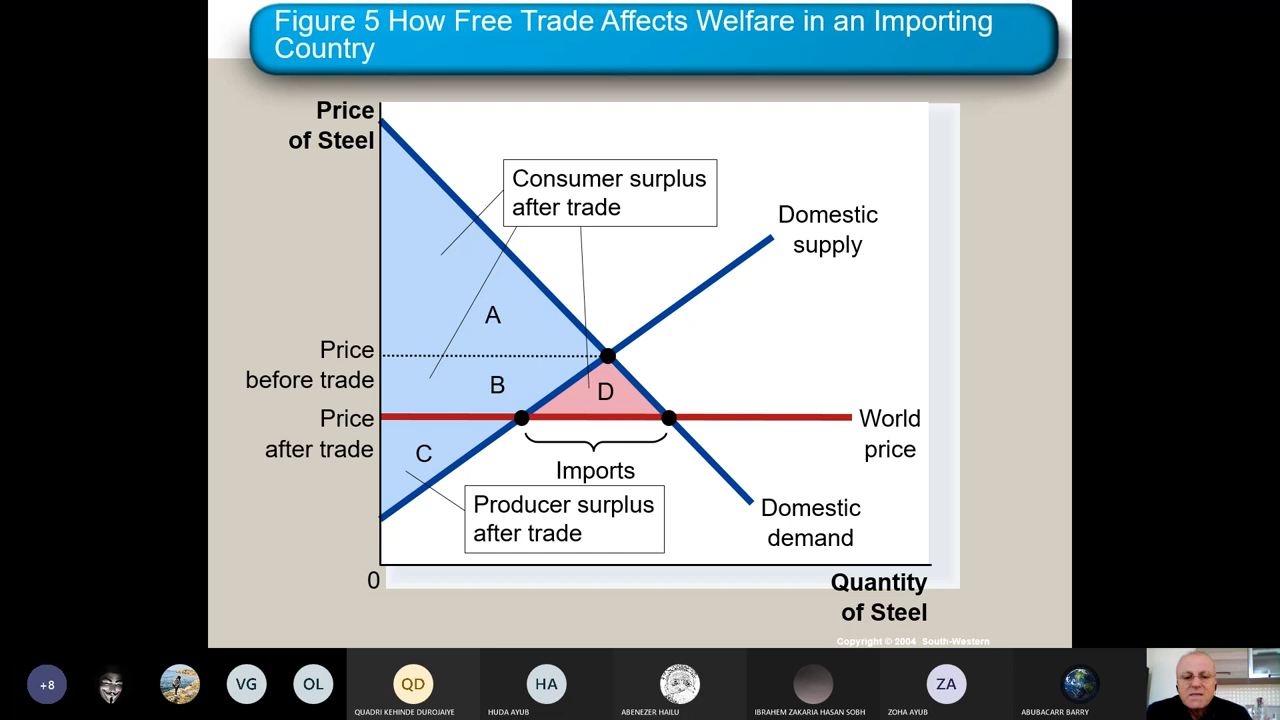 Figure 5 How Free Trade Affects Welfare in an Importing
Country
Price
of Steel
Consumer surplus
after trade
Domestic
supply
A
Price
before trade
B
D
Price
after trade
World
price
C
Imports
Producer surplus
after trade
Domestic
demand
0
Quantity
of Steel
Copyright © 2004 South-Western
+8
VG
OL
QD
QUADRI KEHINDE DUROJAIYE
HA
HUDA AYUB
ABENEZER HAILU
IBRAHEM ZAKARIA HASAN SOBH
ZA
ZOHA AYUB
ABUBACARR BARRY